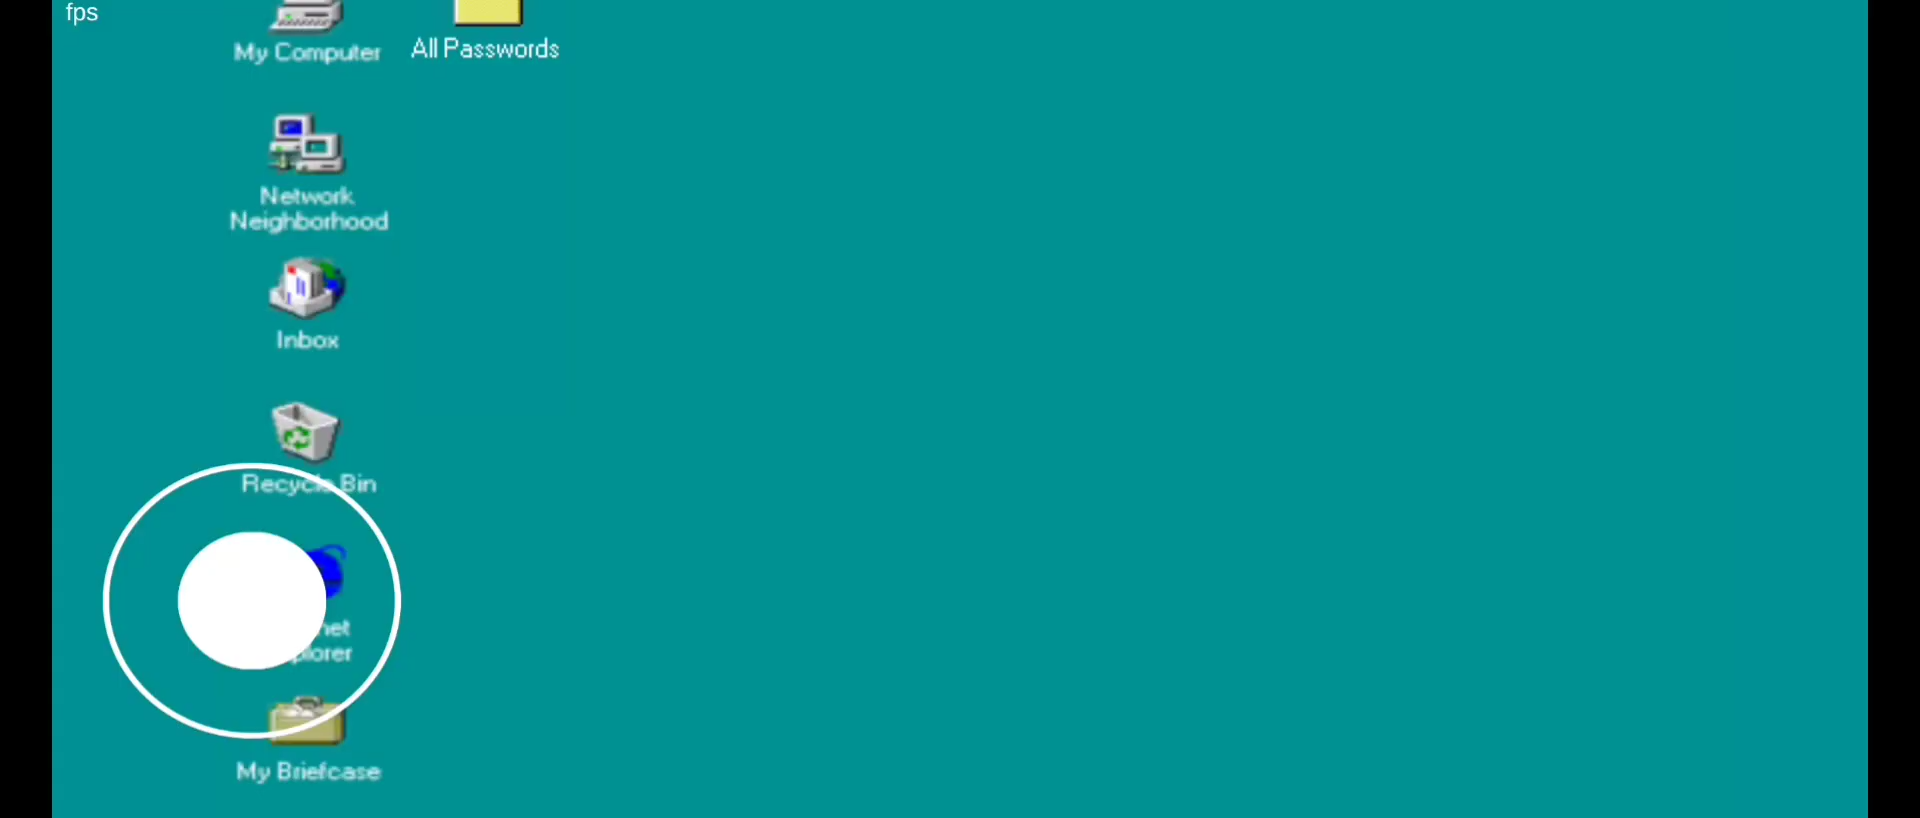 fps
My Computer
All Passwords
Network
Neighborhood
Inbox
Recycle Bin
My Briefcase